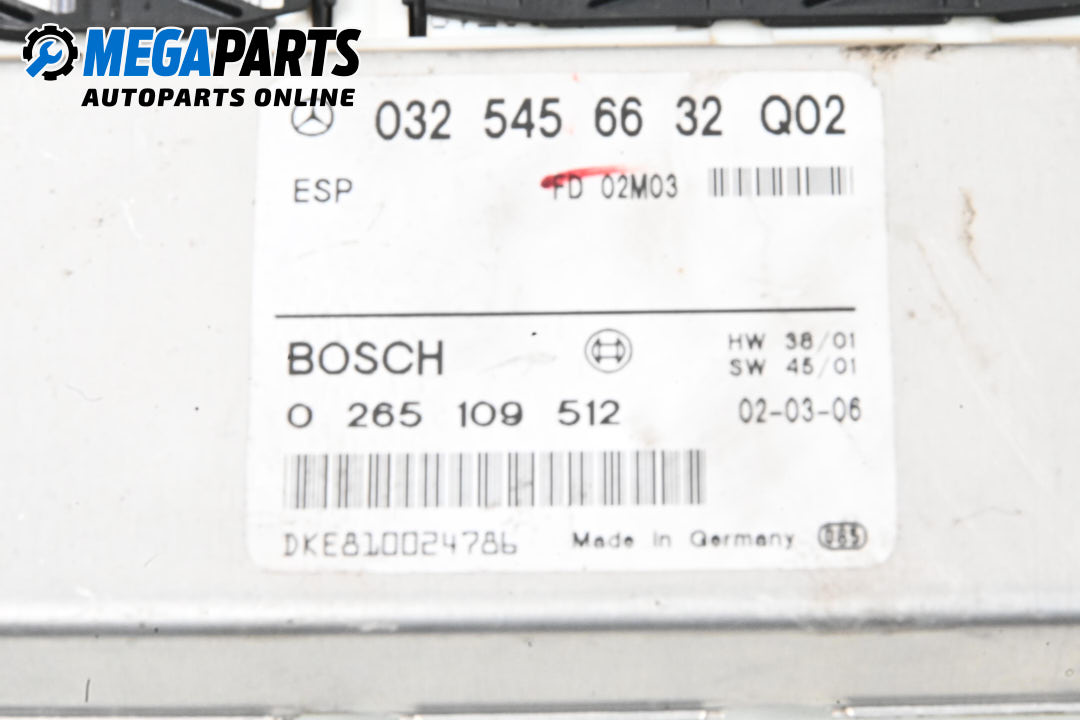 MEGAPARTS
AUTOPARTS ONLINE
032 545 66 32 Q02
ESP FD 02M03
BOSCH HW 38/01
SW 45/01
0 265 109 512 02-03-06
DKE810024786 Made in Germany 065